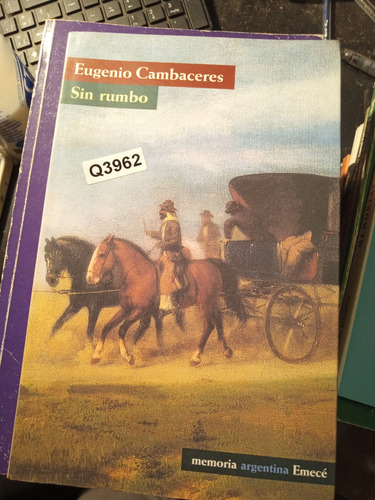 Eugenio Cambaceres
Sin rumbo
Q3962
memoria argentina Emecé